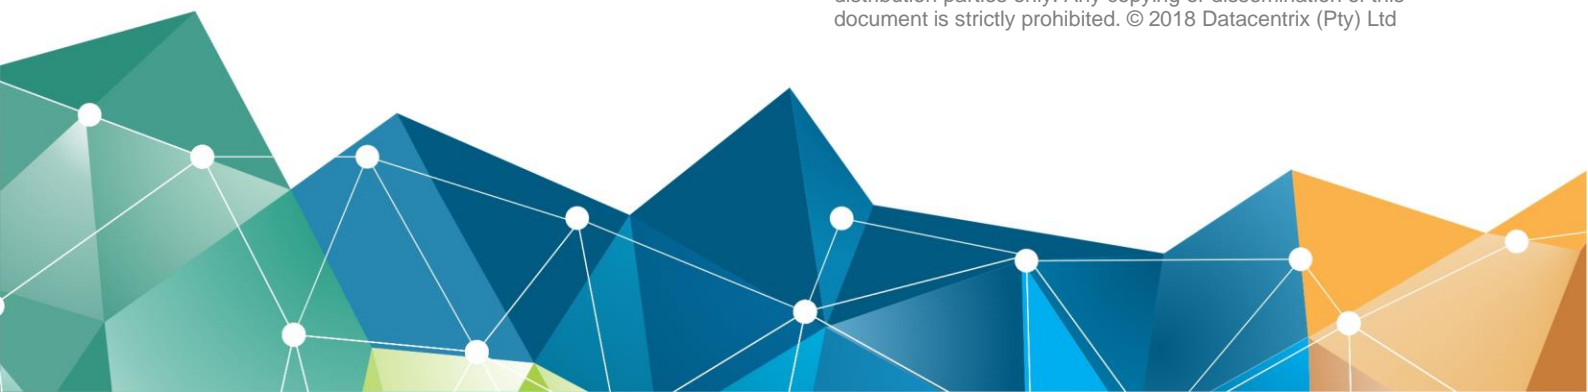 distribution parties only. Any copying or dissemination of this
document is strictly prohibited. © 2018 Datacentrix (Pty) Ltd